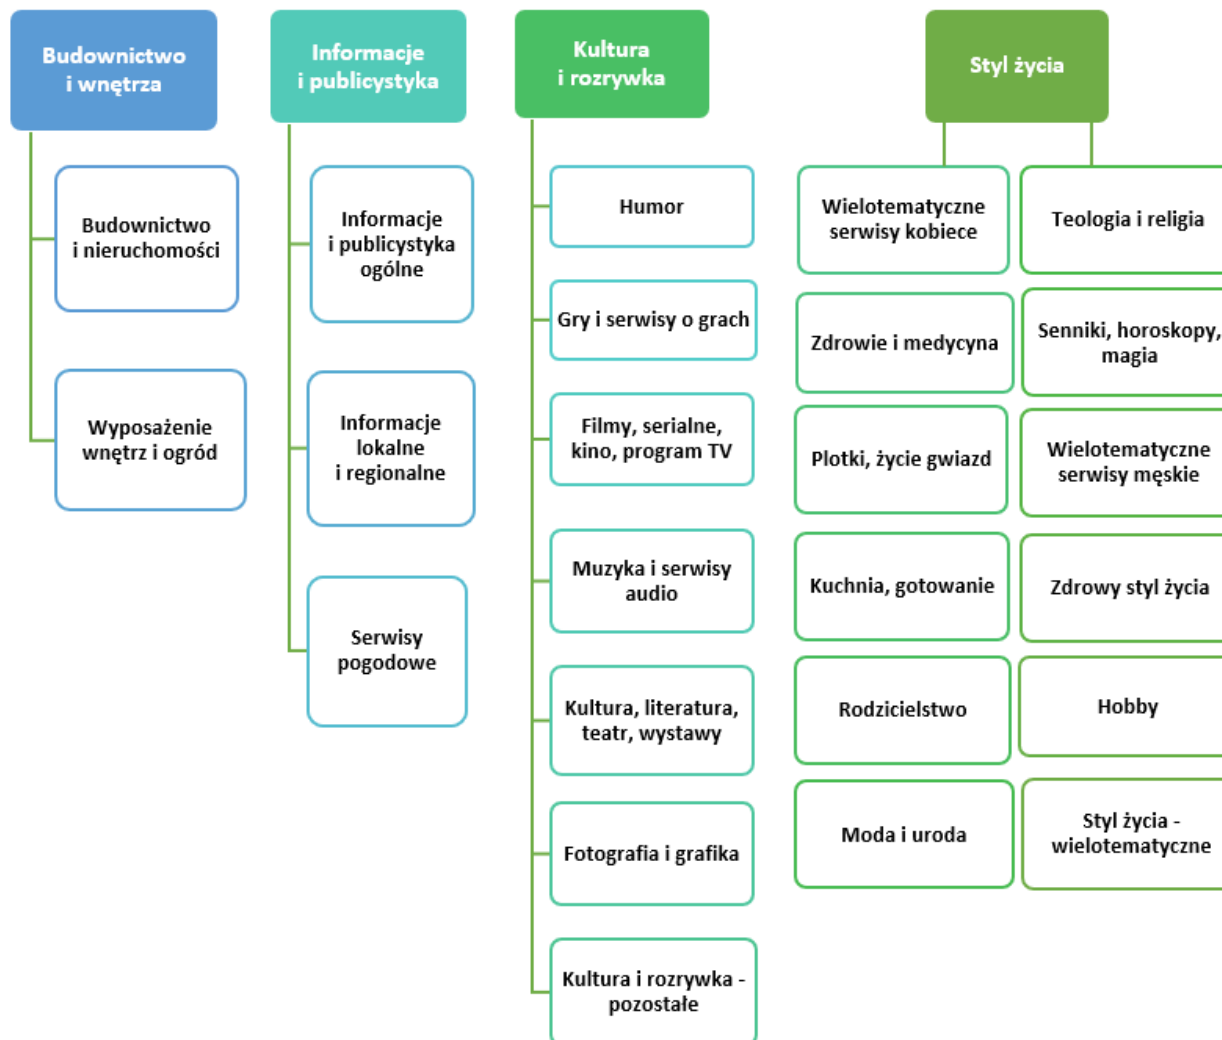 Budownictwo
i wnętrza
Budownictwo
i nieruchomości
Wyposażenie
wnętrz i ogród
Informacje
i publicystyka
Informacje
i publicystyka
ogólne
Informacje
lokalne
i regionalne
Serwisy
pogodowe
Kultura
i rozrywka
Humor
Gry i serwisy o grach
Filmy, serialne,
kino, program TV
Muzyka i serwisy
audio
Kultura, literatura,
teatr, wystawy
Fotografia i grafika
Kultura i rozrywka -
pozostałe
Styl życia
Wielotematyczne
serwisy kobiece
Zdrowie i medycyna
Plotki, życie gwiazd
Kuchnia, gotowanie
Rodzicielstwo
Moda i uroda
Teologia i religia
Senniki, horoskopy,
magia
Wielotematyczne
serwisy męskie
Zdrowy styl życia
Hobby
Styl życia -
wielotematyczne